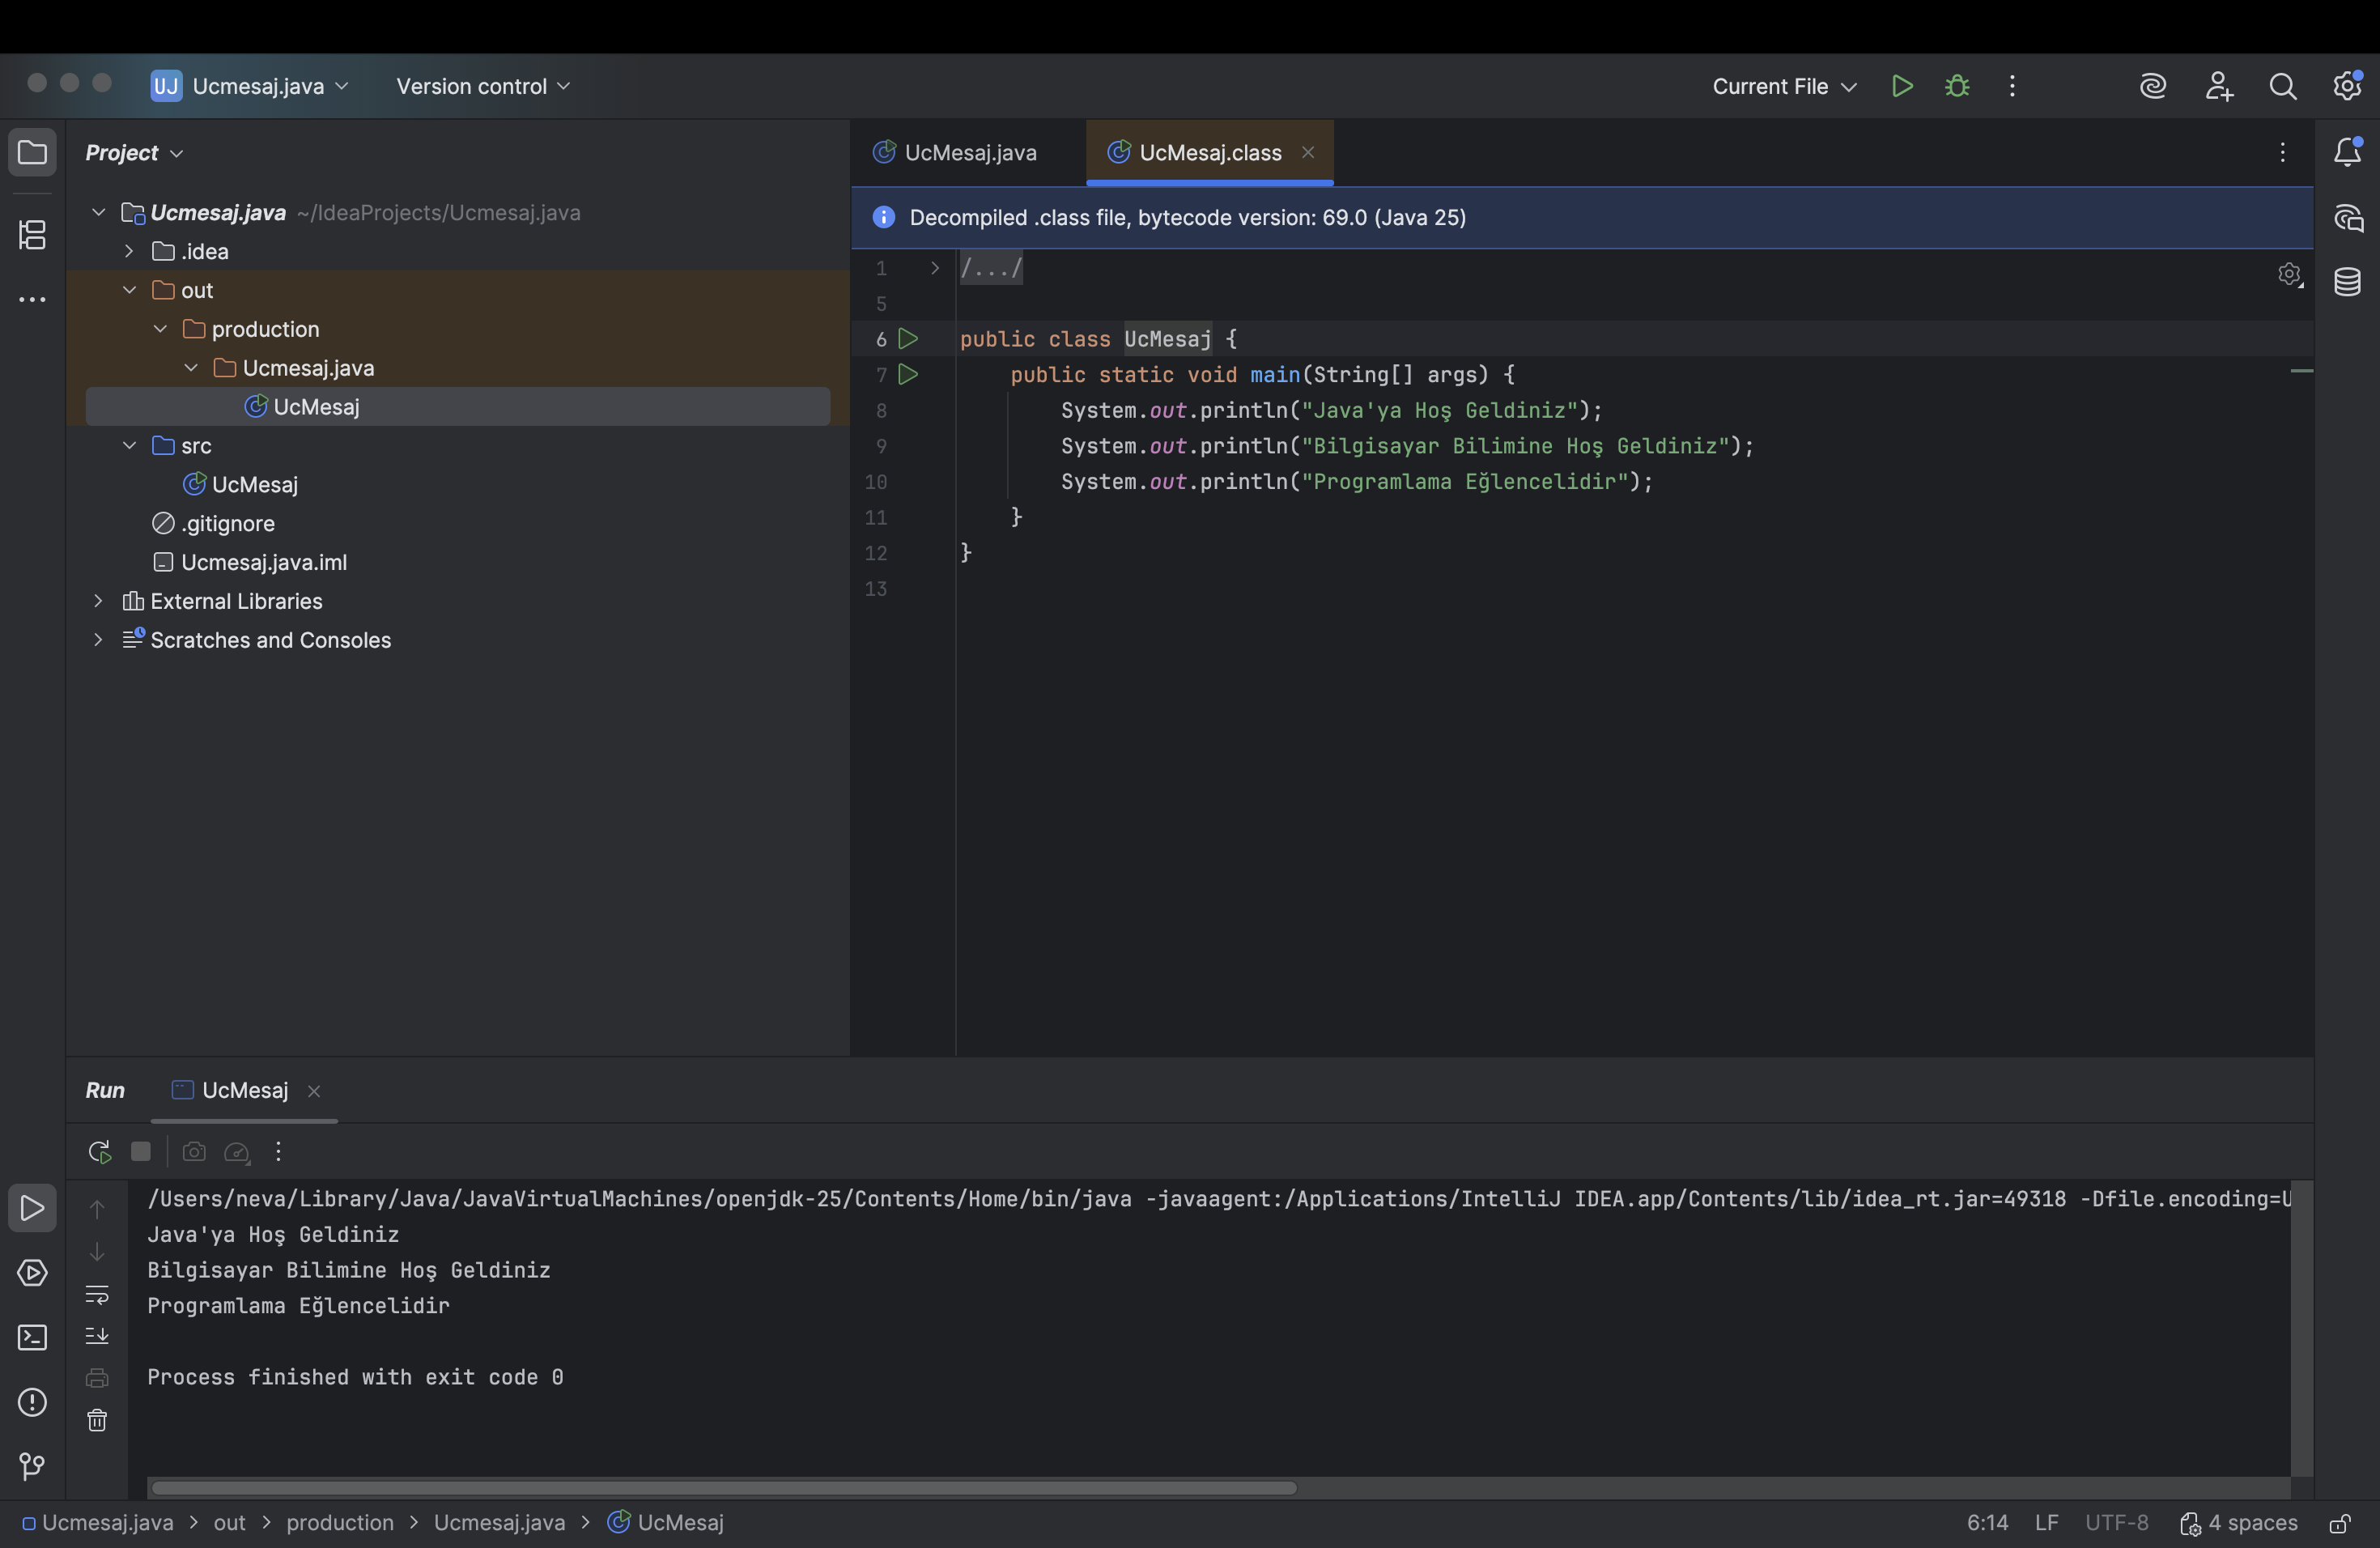 UJ Ucmesaj.java Version control Current File
Project
UcMesaj.java UcMesaj.class
Ucmesaj.java ~/IdeaProjects/Ucmesaj.java
.idea
out
production
Ucmesaj.java
UcMesaj
src
UcMesaj
.gitignore
Ucmesaj.java.iml
External Libraries
Scratches and Consoles
Decompiled .class file, bytecode version: 69.0 (Java 25)
1 /.../
5
6 public class UcMesaj {
7 public static void main(String[] args) {
8 System.out.println("Java'ya Hoş Geldiniz");
9 System.out.println("Bilgisayar Bilimine Hoş Geldiniz");
10 System.out.println("Programlama Eğlencelidir");
11 }
12 }
13
Run UcMesaj
/Users/neva/Library/Java/JavaVirtualMachines/openjdk-25/Contents/Home/bin/java -javaagent:/Applications/IntelliJ IDEA.app/Contents/lib/idea_rt.jar=49318 -Dfile.encoding=U
Java'ya Hoş Geldiniz
Bilgisayar Bilimine Hoş Geldiniz
Programlama Eğlencelidir
Process finished with exit code 0
Ucmesaj.java > out > production > Ucmesaj.java > UcMesaj 6:14 LF UTF-8 4 spaces